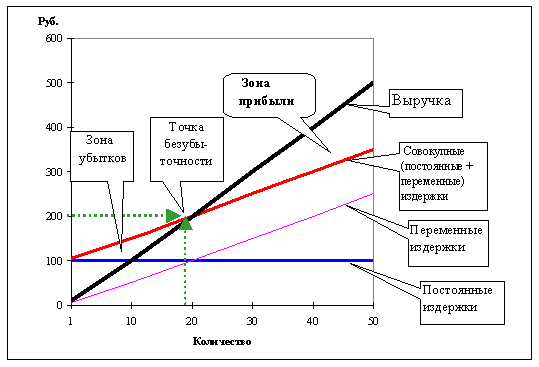 Руб.
600
500
400
300
200
100
0
1
10
20
30
40
50
Количество
Зона
убытков
Точка
безубы-
точности
Зона
прибыли
Выручка
Совокупные
(постоянные +
переменные)
издержки
Переменные
издержки
Постоянные
издержки